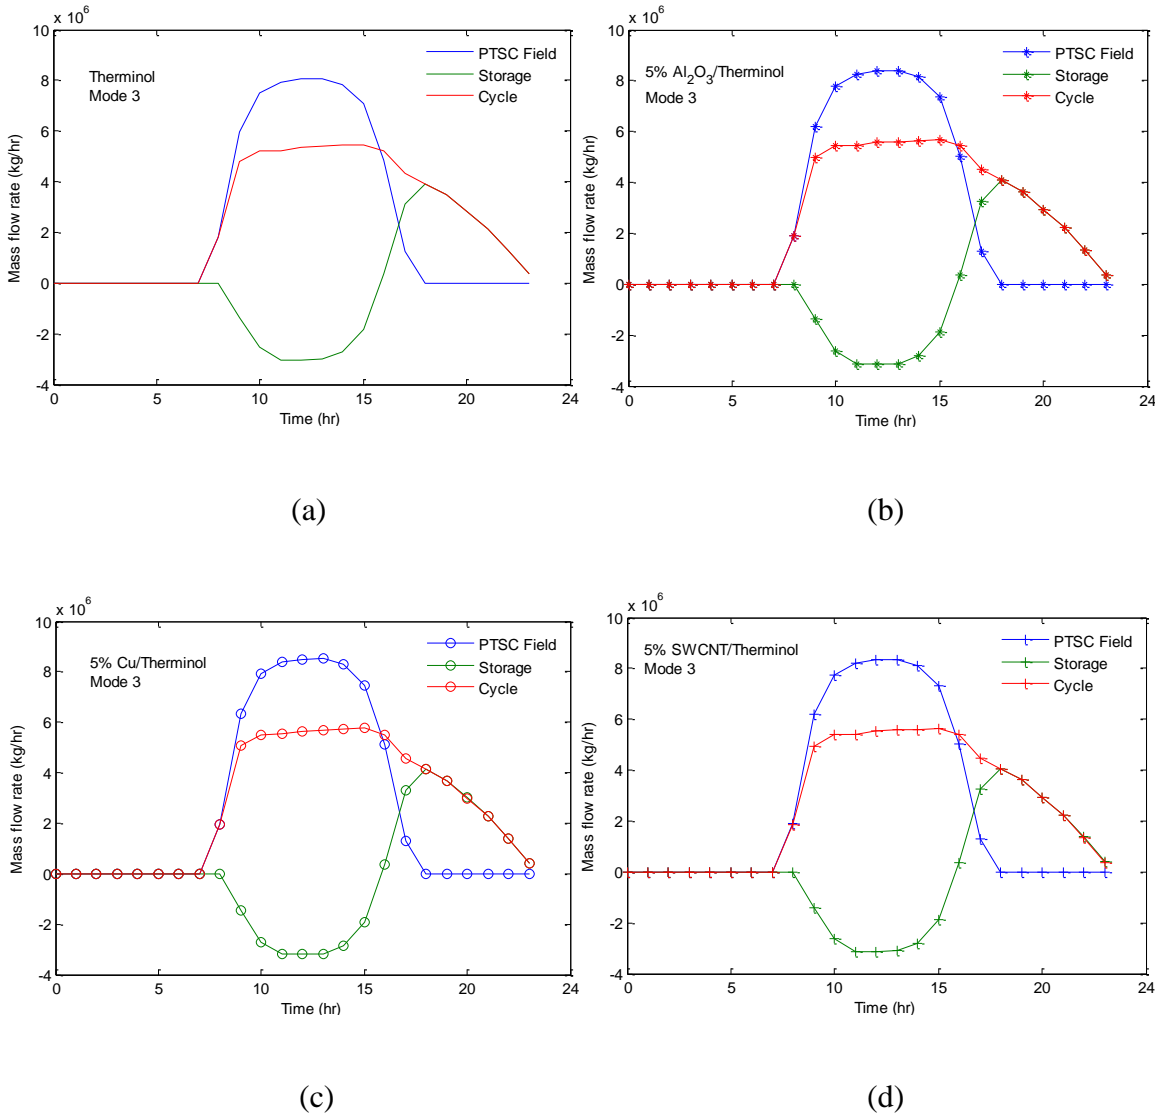 x 10^6
10
8
6
4
2
0
-2
-4
0
5
10
15
20
24
Mass flow rate (kg/hr)
Time (hr)
Therminol
Mode 3
PTSC Field
Storage
Cycle
(a)
x 10^6
10
8
6
4
2
0
-2
-4
0
5
10
15
20
24
Mass flow rate (kg/hr)
Time (hr)
5% Al₂O₃/Therminol
Mode 3
PTSC Field
Storage
Cycle
(b)
x 10^6
10
8
6
4
2
0
-2
-4
0
5
10
15
20
24
Mass flow rate (kg/hr)
Time (hr)
5% Cu/Therminol
Mode 3
PTSC Field
Storage
Cycle
(c)
x 10^6
10
8
6
4
2
0
-2
-4
0
5
10
15
20
24
Mass flow rate (kg/hr)
Time (hr)
5% SWCNT/Therminol
Mode 3
PTSC Field
Storage
Cycle
(d)